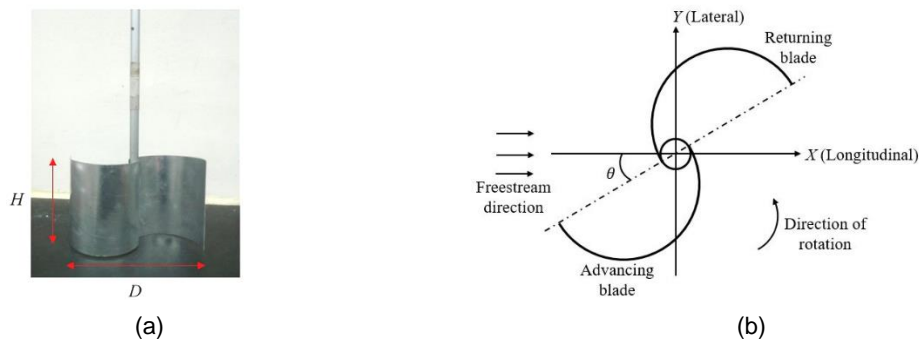 H
D
(a)
Y (Lateral)
Returning
blade
X (Longitudinal)
θ
Freestream
direction
Direction of
rotation
Advancing
blade
(b)